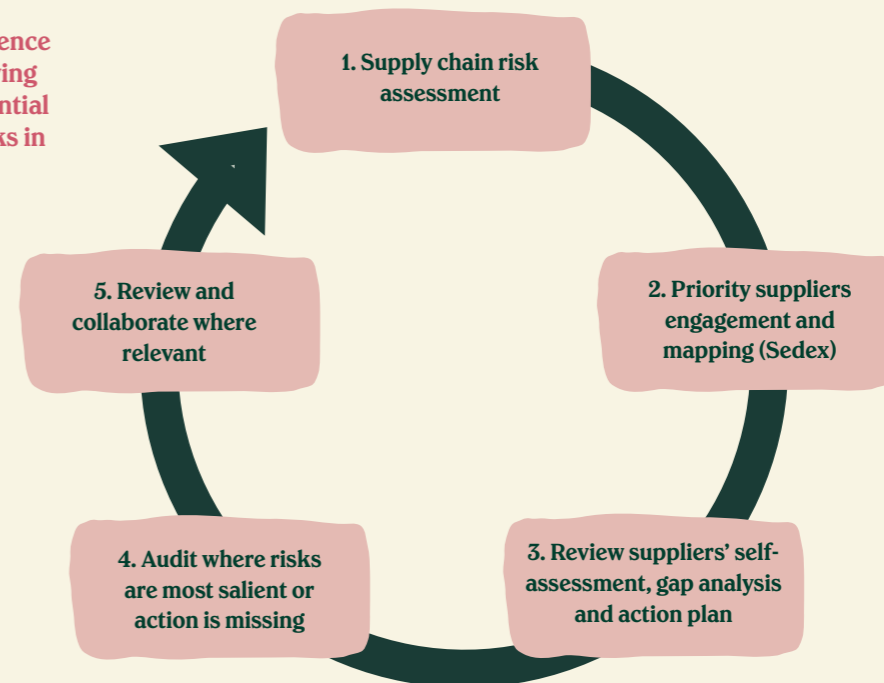 1. Supply chain risk
assessment
2. Priority suppliers
engagement and
mapping (Sedex)
3. Review suppliers’ self-
assessment, gap analysis
and action plan
4. Audit where risks
are most salient or
action is missing
5. Review and
collaborate where
relevant
in